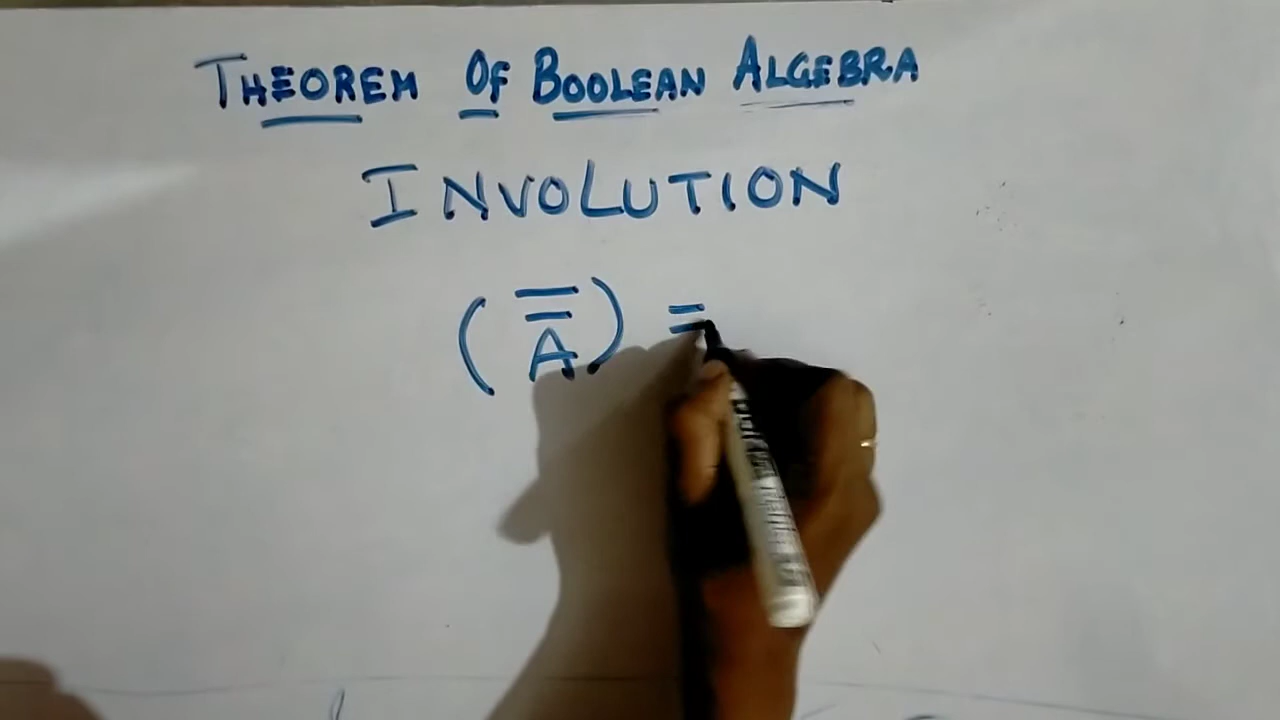 THEOREM Of BOOLEAN ALGEBRA
INVOLUTION
(A̿) =